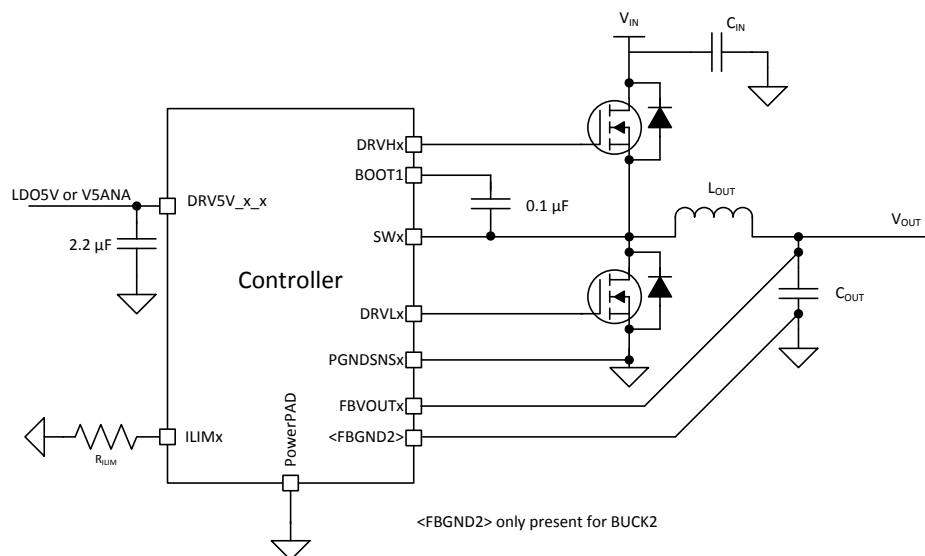 V_IN
C_IN
DRVHx
BOOT1
LDO5V or V5ANA
DRV5V_x_x
0.1 µF
L_OUT
V_OUT
2.2 µF
SWx
Controller
C_OUT
DRVLx
PGNDSNSx
FBVOUTx
<FBGND2>
ILIMx
R_ILIM
PowerPAD
<FBGND2> only present for BUCK2